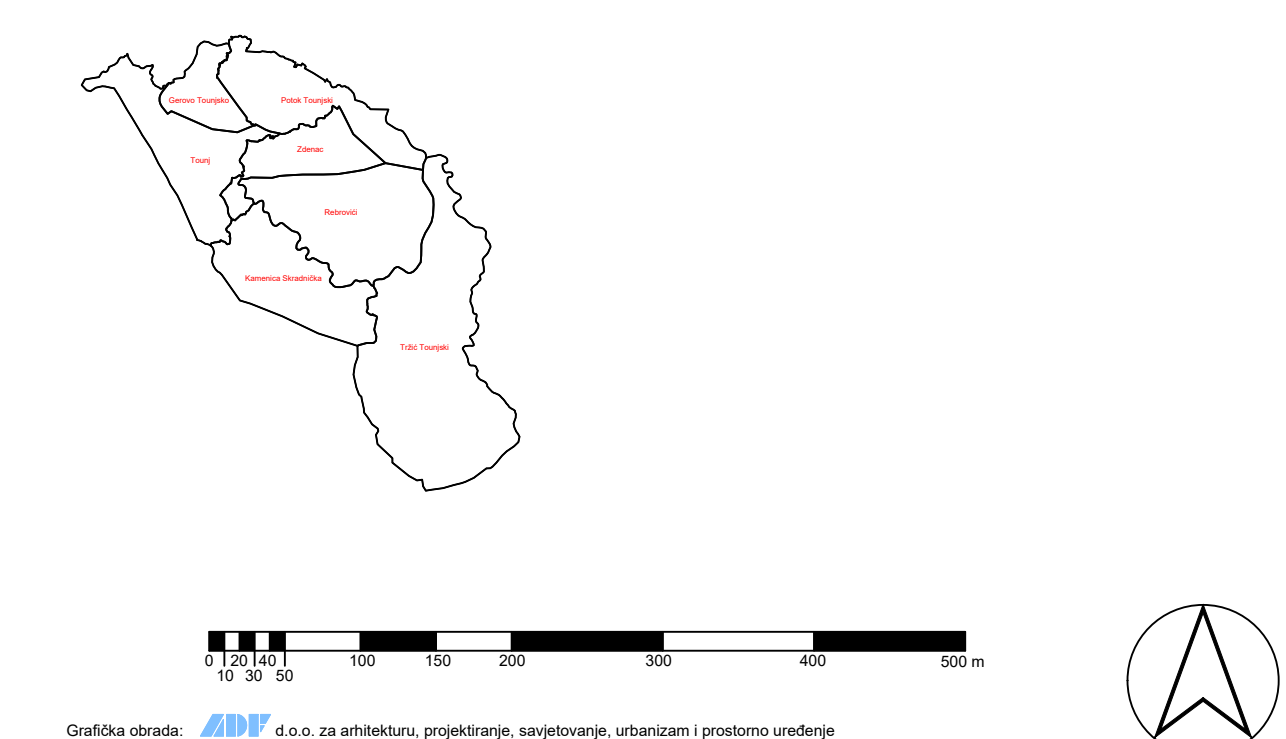 Gerovo Tounjsko
Potok Tounjski
Zdenac
Tounj
Rebrovići
Kamenica Skradnička
Tržić Tounjski
0 20 40 100 150 200 300 400 500 m
10 30 50
Grafička obrada: ADF d.o.o. za arhitekturu, projektiranje, savjetovanje, urbanizam i prostorno uređenje